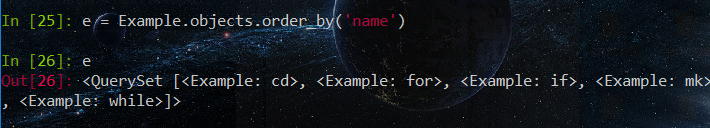 In [25]: e = Example.objects.order_by('name')
In [26]: e
Out[26]: <QuerySet [<Example: cd>, <Example: for>, <Example: if>, <Example: mk>
, <Example: while>]>